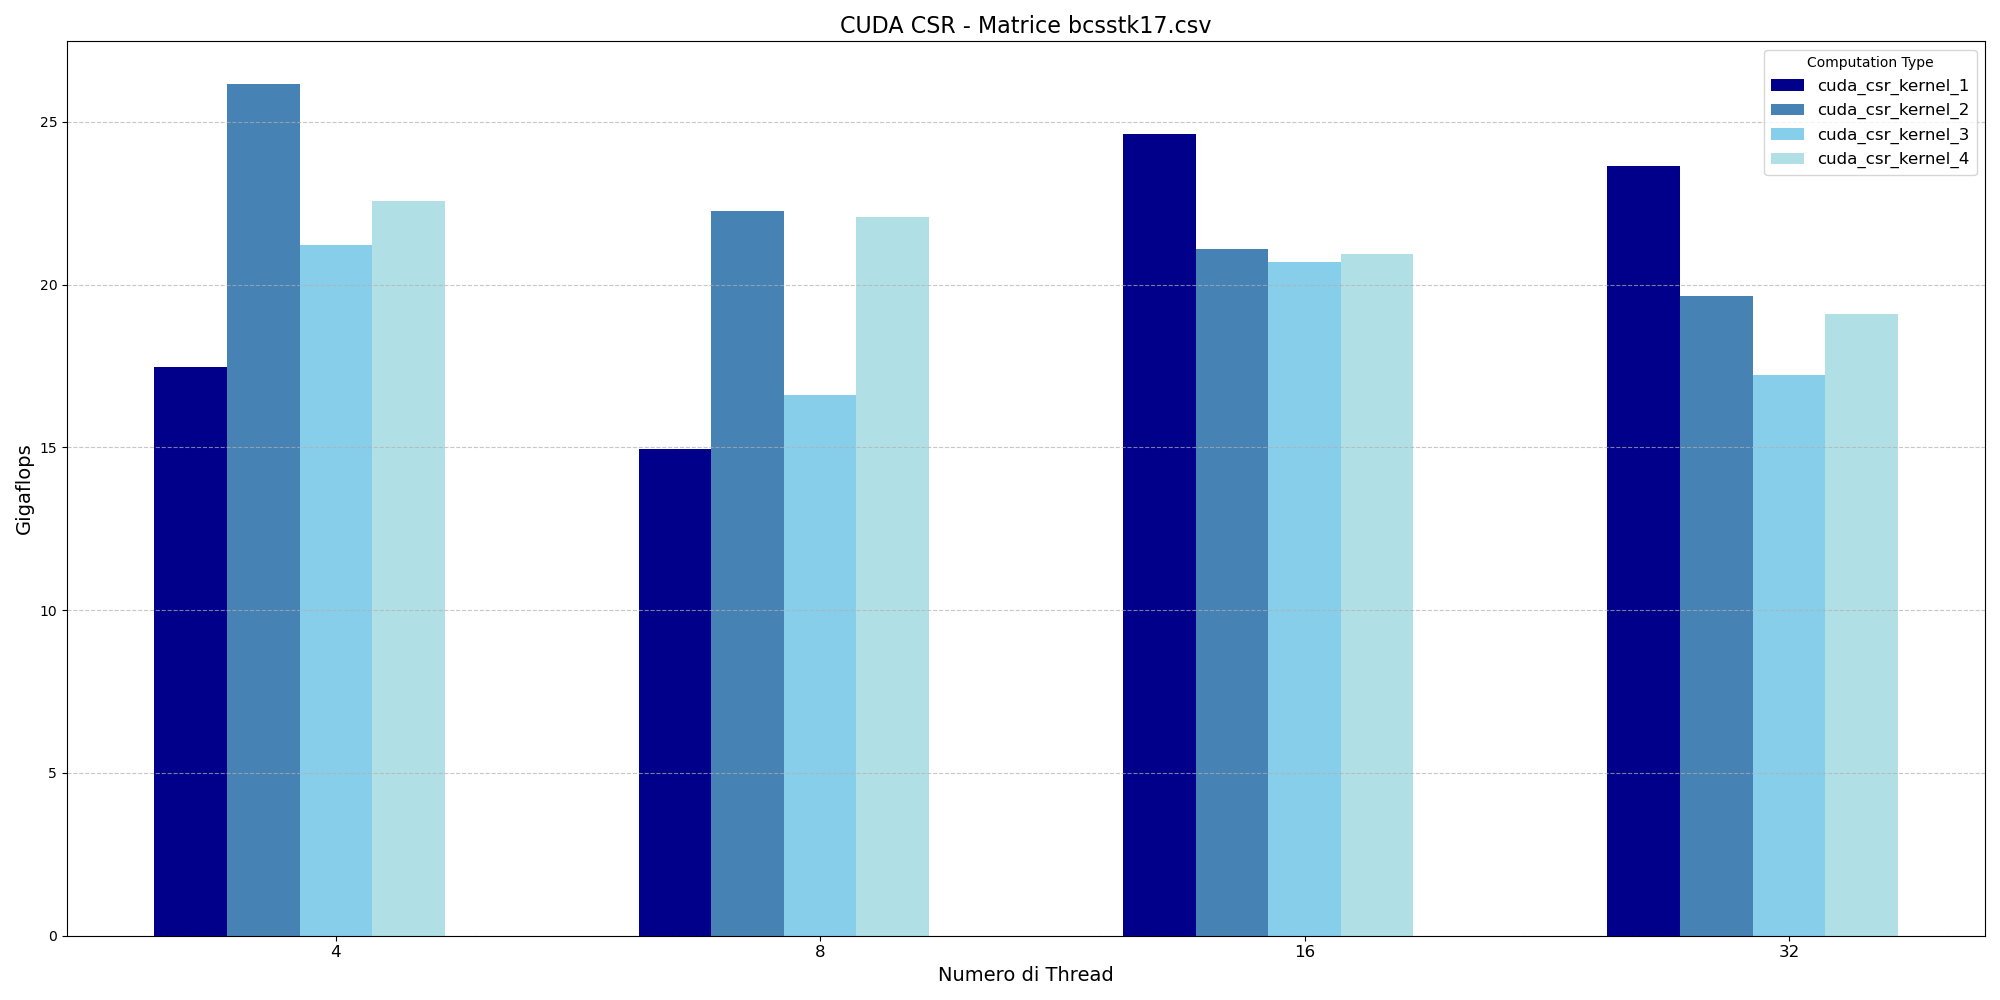 CUDA CSR - Matrice bcsstk17.csv
Computation Type
cuda_csr_kernel_1
cuda_csr_kernel_2
cuda_csr_kernel_3
cuda_csr_kernel_4
Gigaflops
25
20
15
10
5
0
4 8 16 32
Numero di Thread